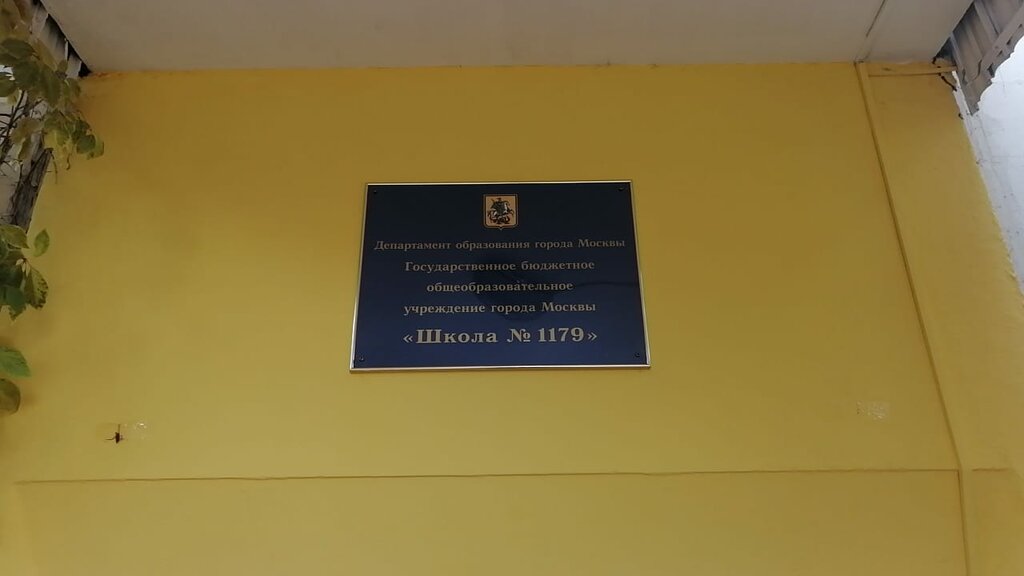 Департамент образования города Москвы
Государственное бюджетное
общеобразовательное
учреждение города Москвы
«Школа № 1179»